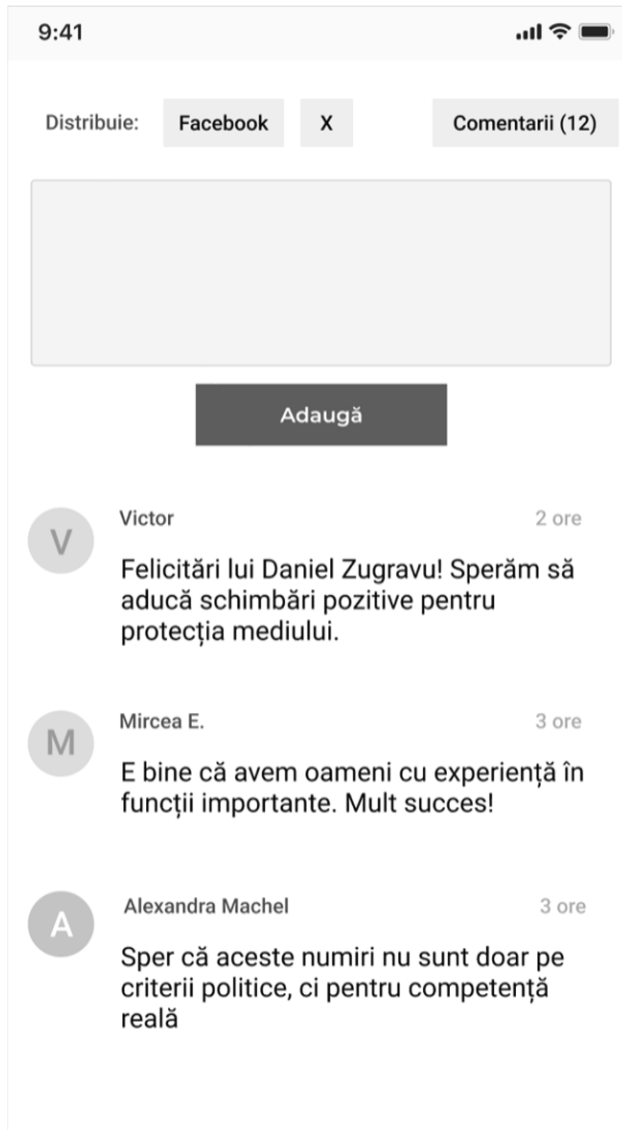 9:41
Distribuie: Facebook X Comentarii (12)
Adaugă
Victor 2 ore
V
Felicitări lui Daniel Zugravu! Sperăm să
aducă schimbări pozitive pentru
protecția mediului.
Mircea E. 3 ore
M
E bine că avem oameni cu experiență în
funcții importante. Mult succes!
Alexandra Machel 3 ore
A
Sper că aceste numiri nu sunt doar pe
criterii politice, ci pentru competență
reală